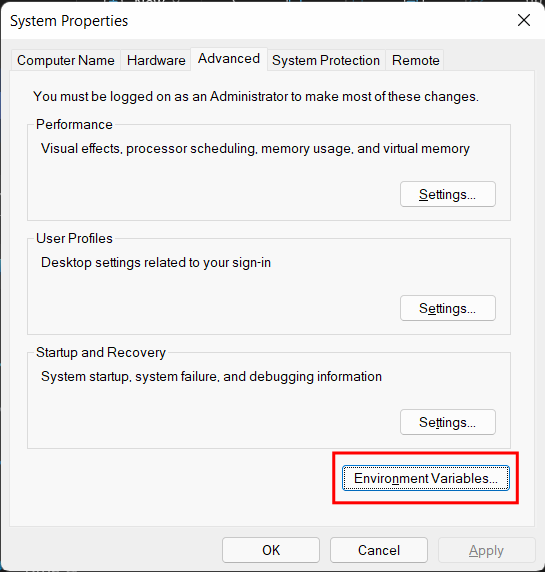 System Properties
Computer Name Hardware Advanced System Protection Remote
You must be logged on as an Administrator to make most of these changes.
Performance
Visual effects, processor scheduling, memory usage, and virtual memory
Settings...
User Profiles
Desktop settings related to your sign-in
Settings...
Startup and Recovery
System startup, system failure, and debugging information
Settings...
Environment Variables...
OK Cancel Apply